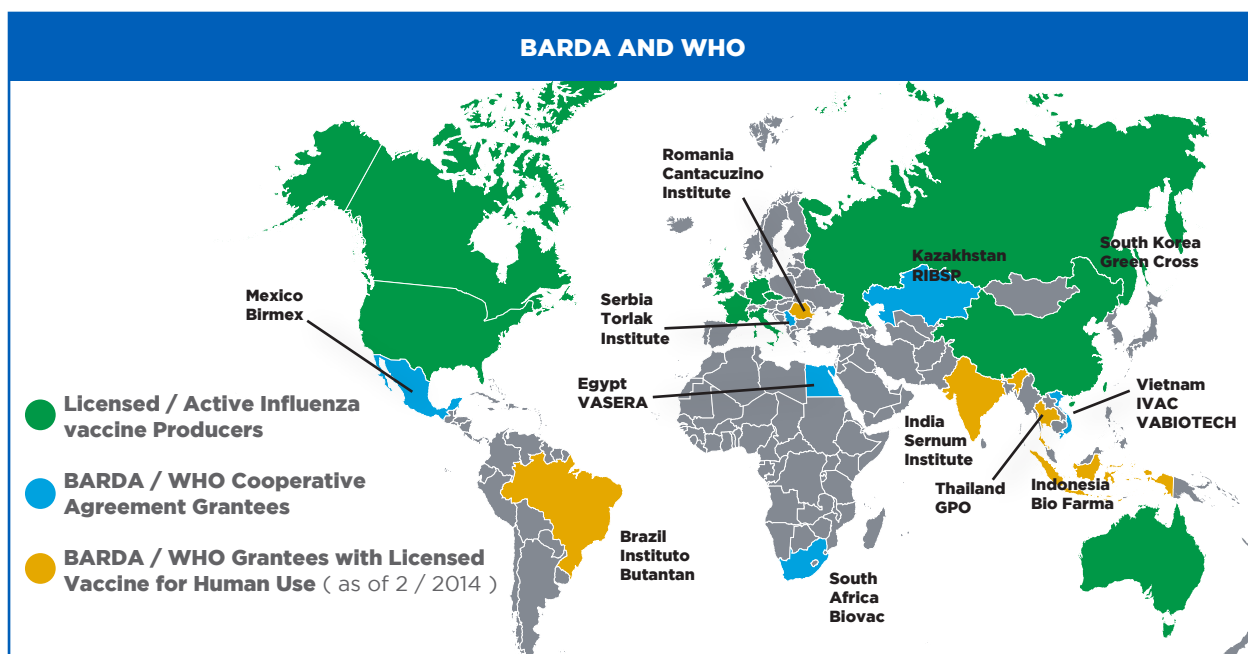 BARDA AND WHO
Romania
Cantacuzino
Institute
South Korea
Green Cross
Kazakhstan
RIBSP
Mexico
Birmex
Serbia
Torlak
Institute
Egypt
VASERA
Vietnam
IVAC
VABIOTECH
India
Sernum
Institute
Thailand
GPO
Indonesia
Bio Farma
Brazil
Instituto
Butantan
South
Africa
Biovac
Licensed / Active Influenza
vaccine Producers
BARDA / WHO Cooperative
Agreement Grantees
BARDA / WHO Grantees with Licensed
Vaccine for Human Use ( as of 2 / 2014 )